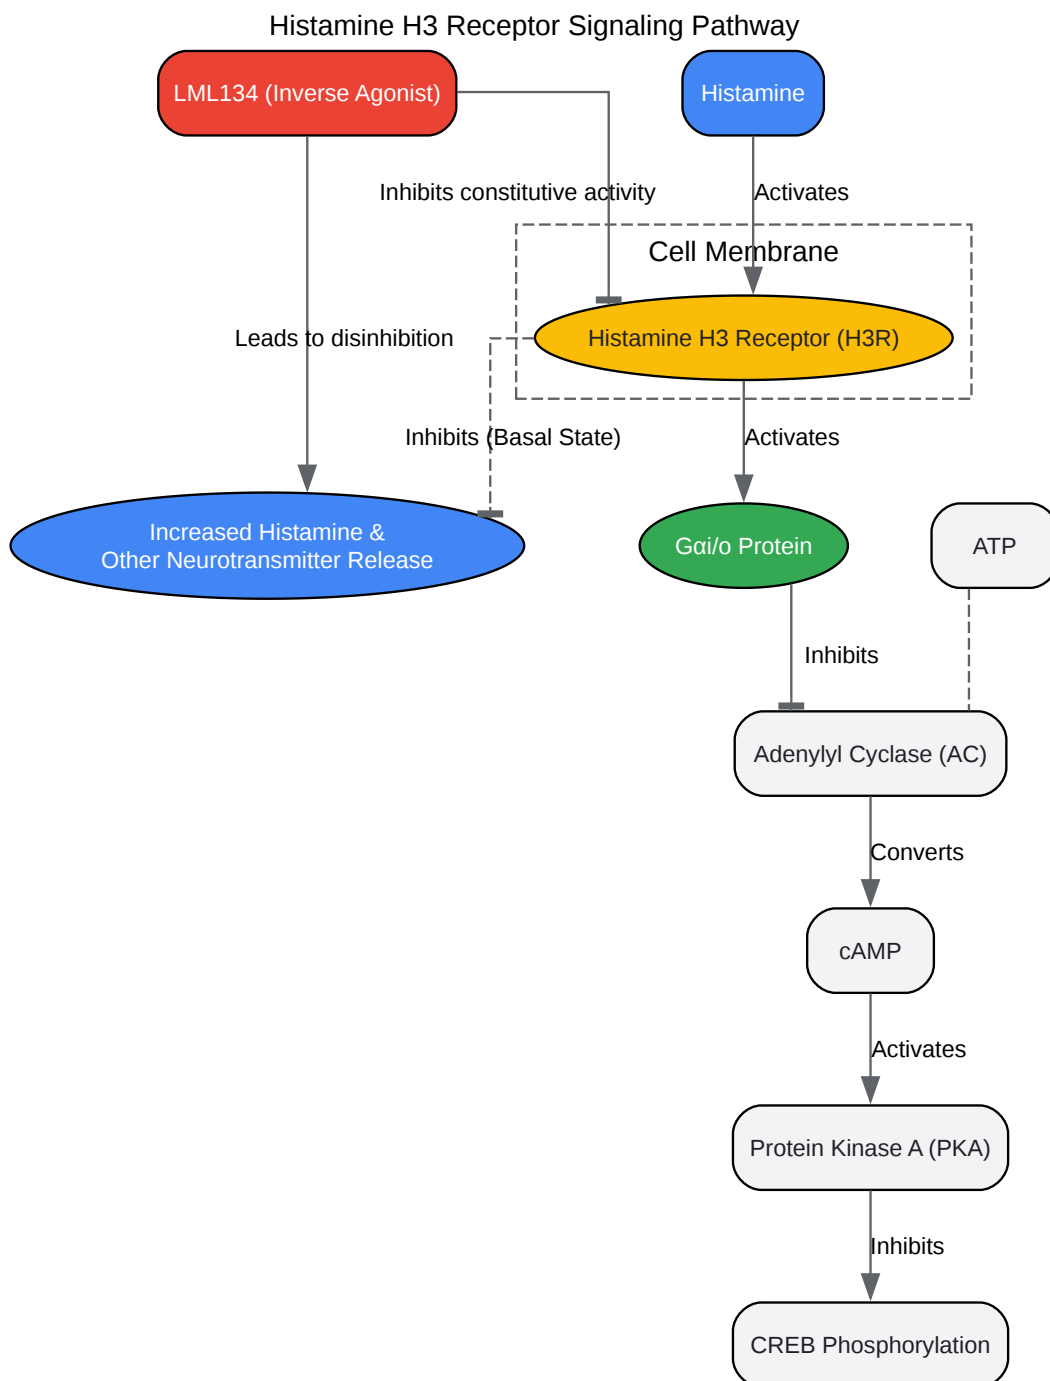 Histamine H3 Receptor Signaling Pathway
LML134 (Inverse Agonist)
Histamine
Inhibits constitutive activity
Activates
Cell Membrane
Leads to disinhibition
Histamine H3 Receptor (H3R)
Inhibits (Basal State)
Activates
Increased Histamine &
Other Neurotransmitter Release
Gαi/o Protein
ATP
Inhibits
Adenylyl Cyclase (AC)
Converts
cAMP
Activates
Protein Kinase A (PKA)
Inhibits
CREB Phosphorylation